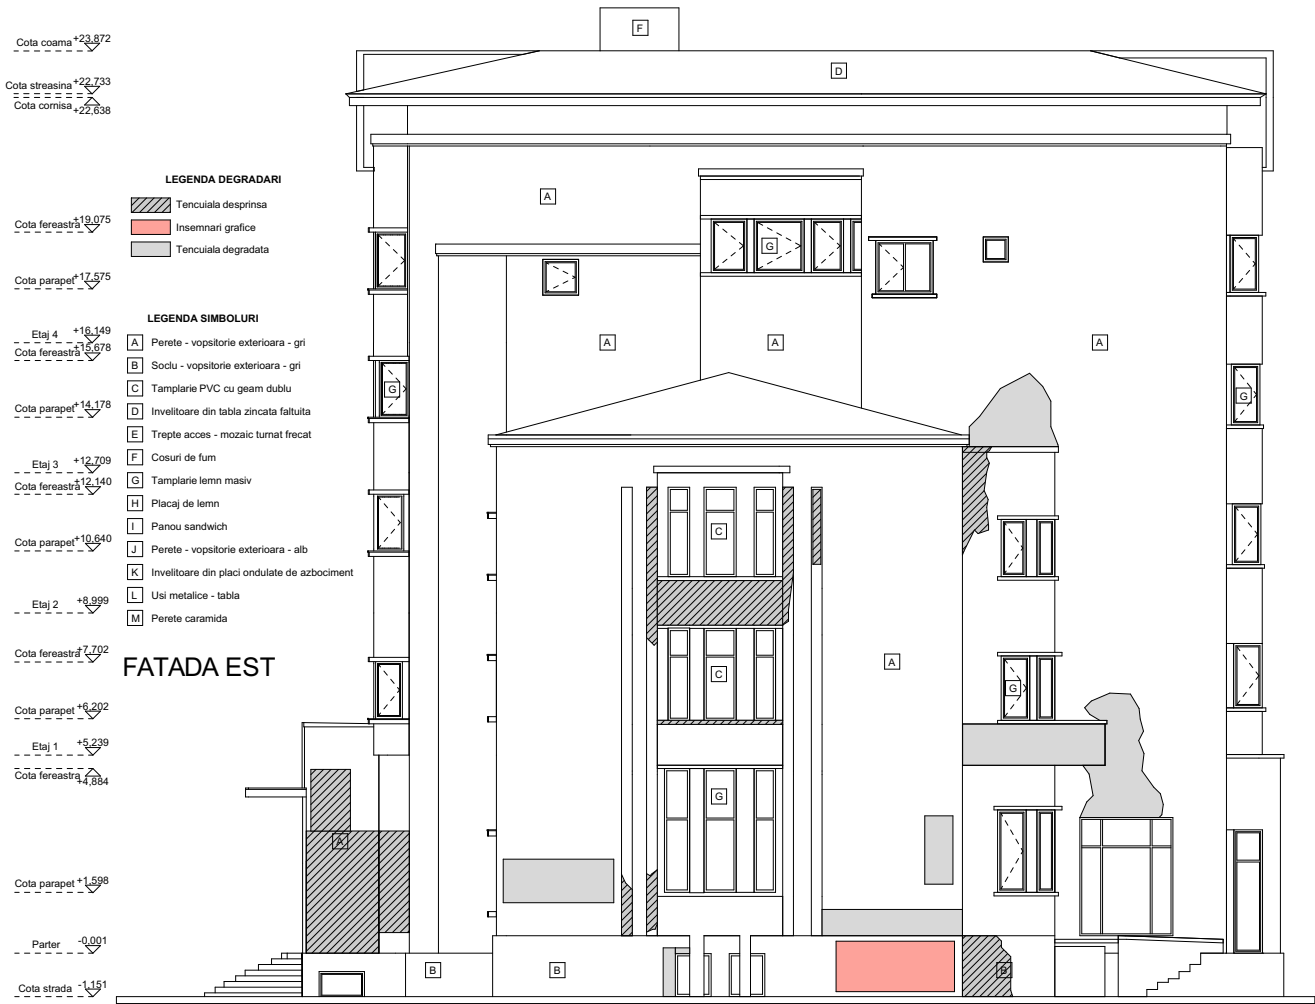 Cota coama +23,872
Cota streasina +22,733
Cota cornisa +22,638
Cota fereastră +19,075
Cota parapet +17,575
Etaj 4 +16,149
Cota fereastră +15,678
Cota parapet +14,178
Etaj 3 +12,709
Cota fereastră +12,140
Cota parapet +10,640
Etaj 2 +8,999
Cota fereastră +7,702
Cota parapet +6,202
Etaj 1 +5,239
Cota fereastră +4,884
Cota parapet +1,598
Parter -0,001
Cota strada -1,151
LEGENDA DEGRADARI
Tencuiala desprinsa
Insemnari grafice
Tencuiala degradata
LEGENDA SIMBOLURI
A Perete - vopsitorie exterioara - gri
B Soclu - vopsitorie exterioara - gri
C Tamplarie PVC cu geam dublu
D Invelitoare din tabla zincata faltuita
E Trepte acces - mozaic turnat frecat
F Cosuri de fum
G Tamplarie lemn masiv
H Placaj de lemn
I Panou sandwich
J Perete - vopsitorie exterioara - alb
K Invelitoare din placi ondulate de azbociment
L Usi metalice - tabla
M Perete caramida
FATADA EST
F
D
A
G
A
A
A
G
G
C
A
C
G
G
A
B
B
B